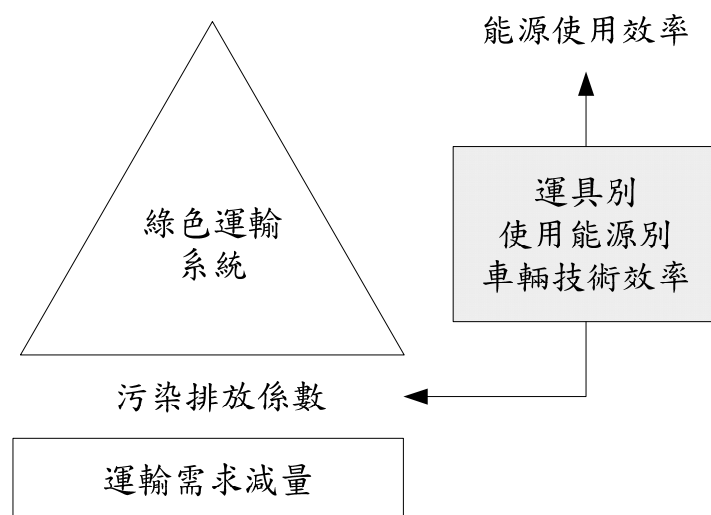 能源使用效率
綠色運輸
系統
運具別
使用能源別
車輛技術效率
污染排放係數
運輸需求減量